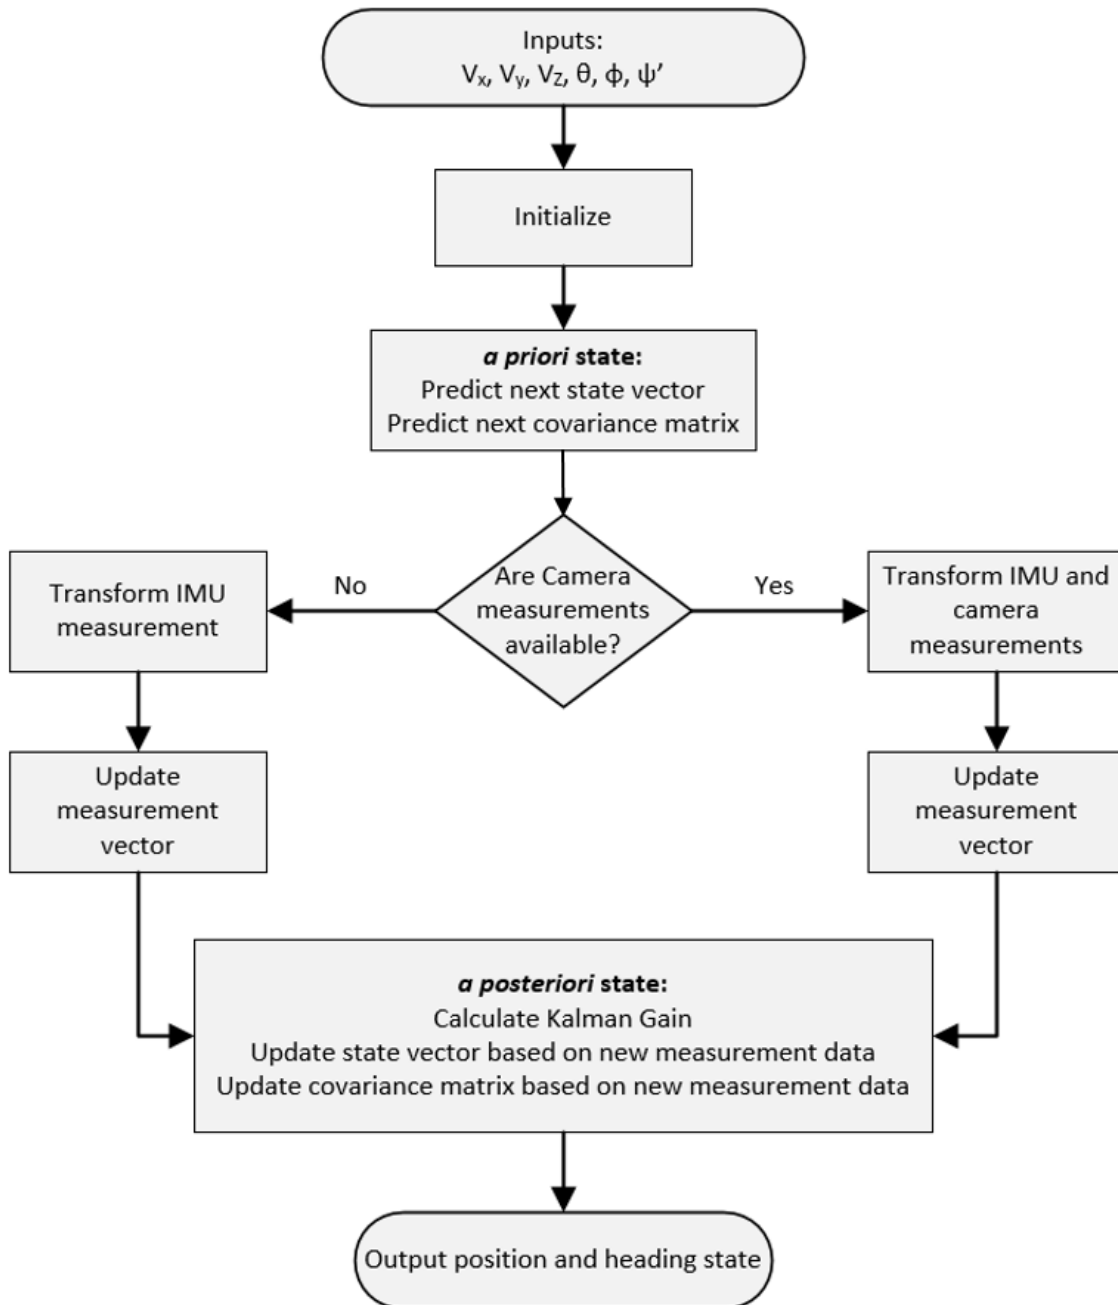 Inputs:
Vx, Vy, VZ, θ, ϕ, ψ’
Initialize
a priori state:
Predict next state vector
Predict next covariance matrix
Are Camera
measurements
available?
No
Yes
Transform IMU
measurement
Transform IMU and
camera
measurements
Update
measurement
vector
Update
measurement
vector
a posteriori state:
Calculate Kalman Gain
Update state vector based on new measurement data
Update covariance matrix based on new measurement data
Output position and heading state